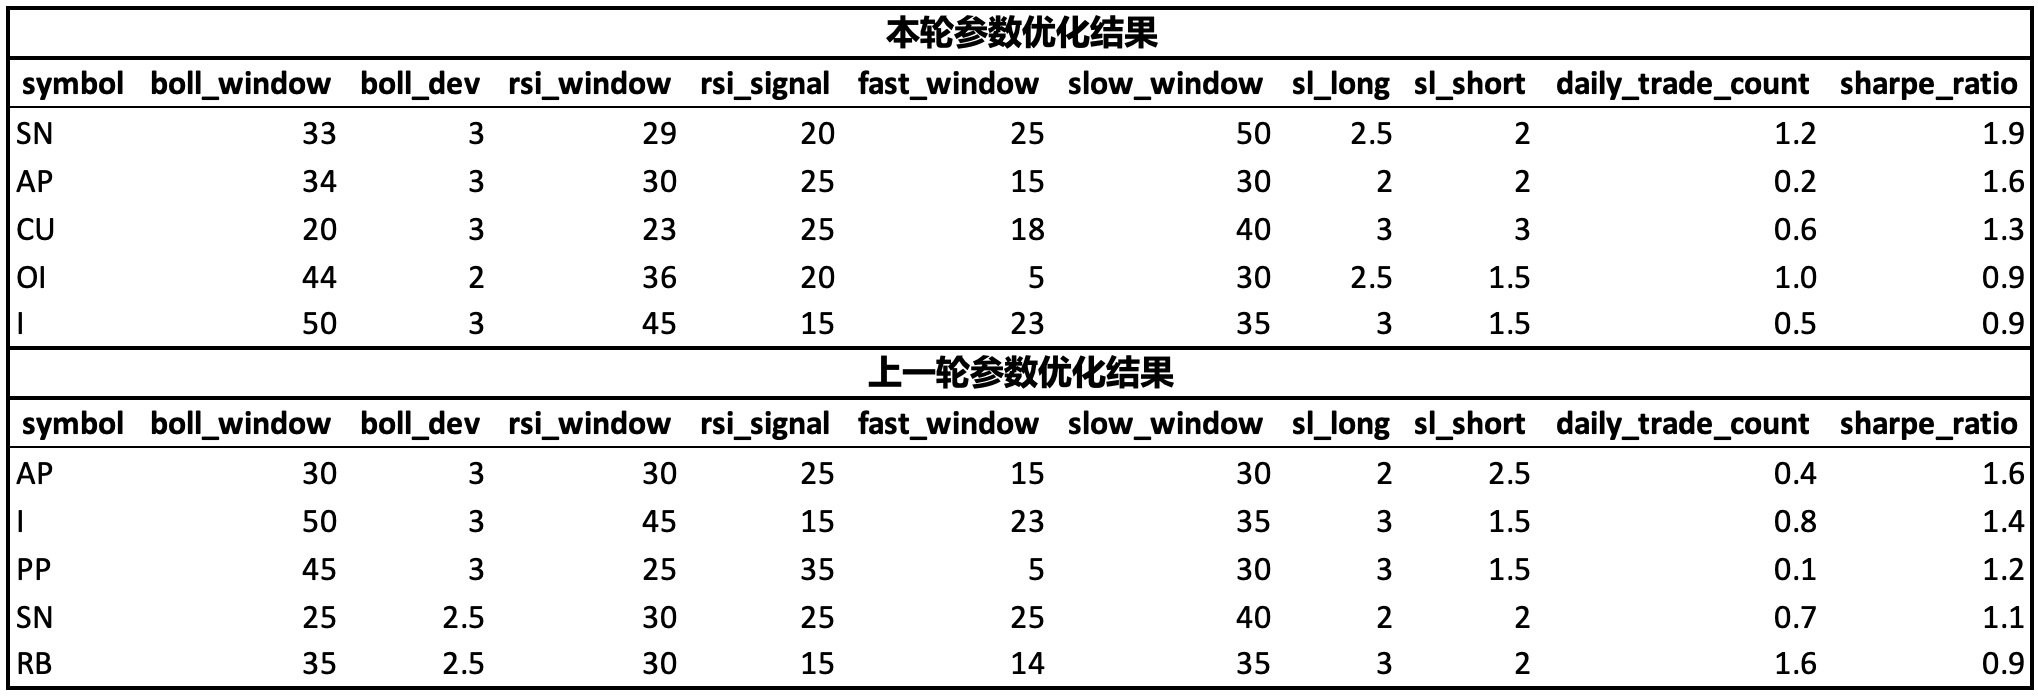 本轮参数优化结果
symbol boll_window boll_dev rsi_window rsi_signal fast_window slow_window sl_long sl_short daily_trade_count sharpe_ratio
SN 33 3 29 20 25 50 2.5 2 1.2 1.9
AP 34 3 30 25 15 30 2 2 0.2 1.6
CU 20 3 23 25 18 40 3 3 0.6 1.3
OI 44 2 36 20 5 30 2.5 1.5 1.0 0.9
I 50 3 45 15 23 35 3 1.5 0.5 0.9
上一轮参数优化结果
symbol boll_window boll_dev rsi_window rsi_signal fast_window slow_window sl_long sl_short daily_trade_count sharpe_ratio
AP 30 3 30 25 15 30 2 2.5 0.4 1.6
I 50 3 45 15 23 35 3 1.5 0.8 1.4
PP 45 3 25 35 5 30 3 1.5 0.1 1.2
SN 25 2.5 30 25 25 40 2 2 0.7 1.1
RB 35 2.5 30 15 14 35 3 2 1.6 0.9